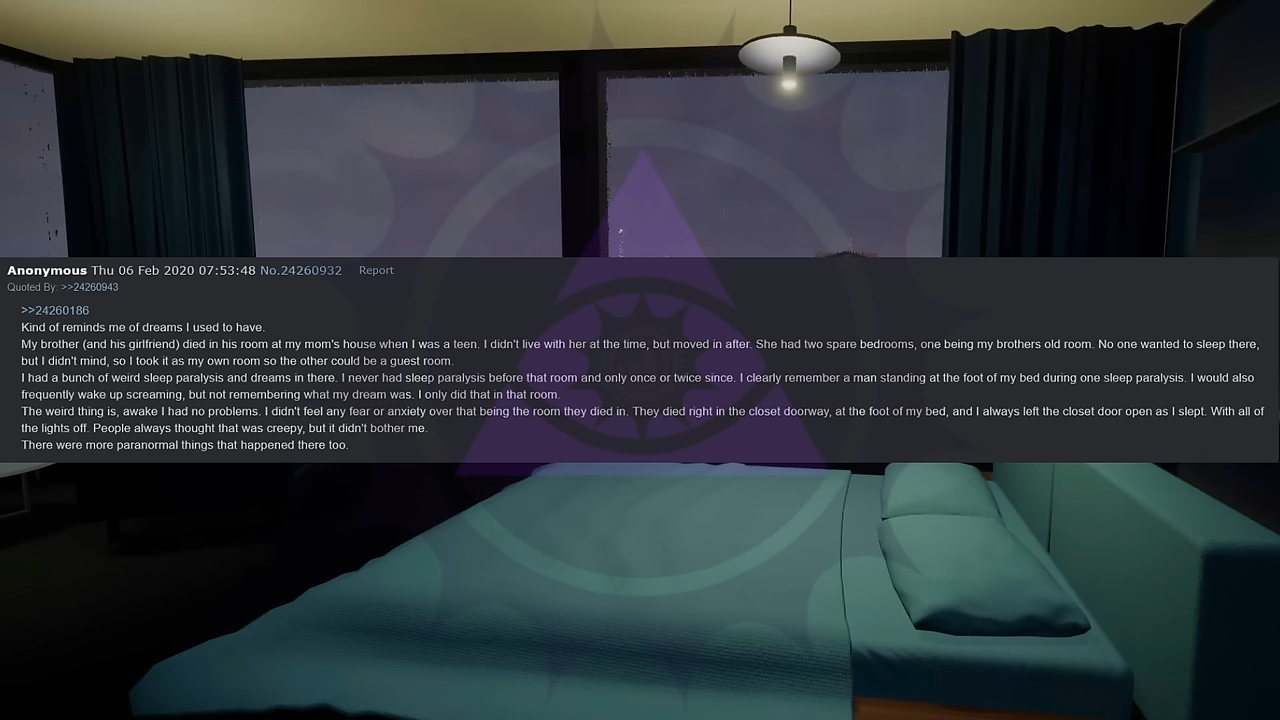 Anonymous Thu 06 Feb 2020 07:53:48 No.24260932 Report
Quoted By: >>24260943
>>24260186
Kind of reminds me of dreams I used to have.
My brother (and his girlfriend) died in his room at my mom's house when I was a teen. I didn't live with her at the time, but moved in after. She had two spare bedrooms, one being my brothers old room. No one wanted to sleep there,
but I didn't mind, so I took it as my own room so the other could be a guest room.
I had a bunch of weird sleep paralysis and dreams in there. I never had sleep paralysis before that room and only once or twice since. I clearly remember a man standing at the foot of my bed during one sleep paralysis. I would also
frequently wake up screaming, but not remembering what my dream was. I only did that in that room.
The weird thing is, awake I had no problems. I didn't feel any fear or anxiety over that being the room they died in. They died right in the closet doorway, at the foot of my bed, and I always left the closet door open as I slept. With all of
the lights off. People always thought that was creepy, but it didn't bother me.
There were more paranormal things that happened there too.